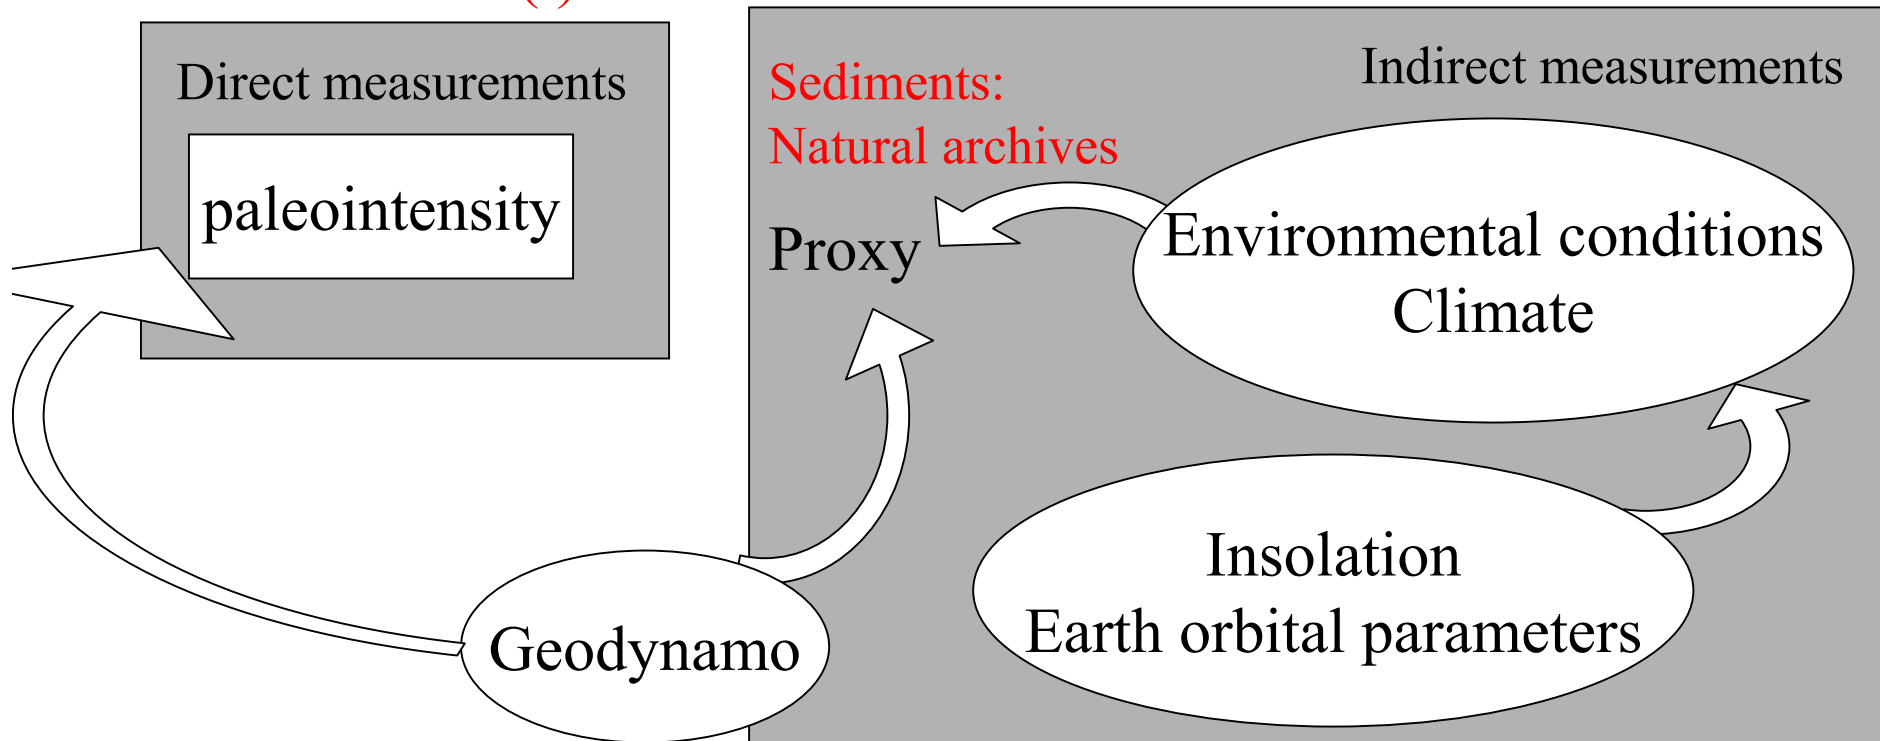 Direct measurements
paleointensity
Sediments:
Natural archives
Indirect measurements
Proxy
Environmental conditions
Climate
Insolation
Earth orbital parameters
Geodynamo